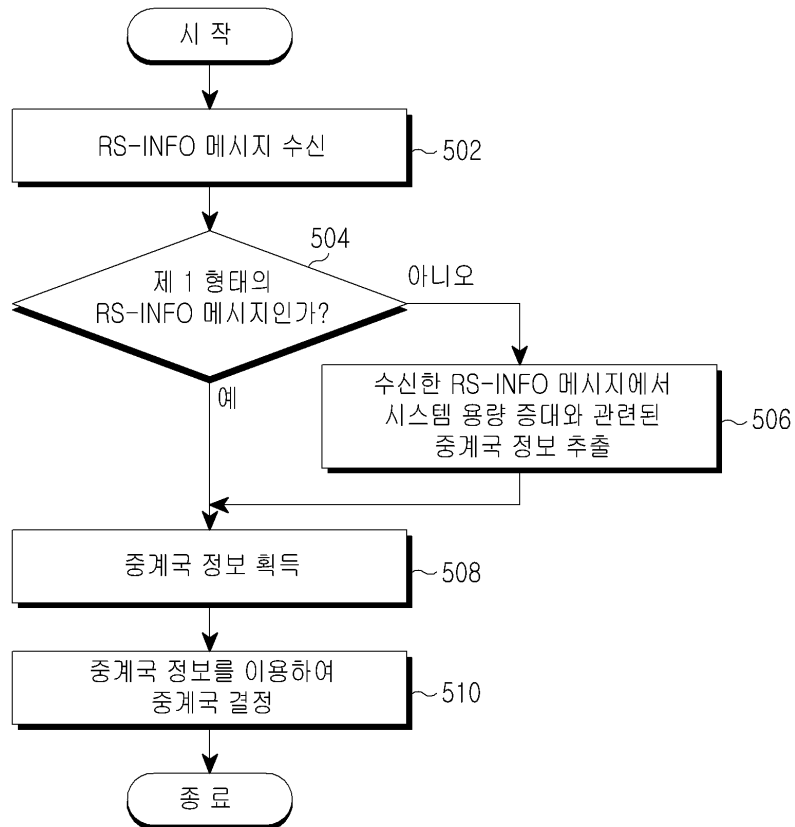 시 작
RS-INFO 메시지 수신
502
504
제 1 형태의
RS-INFO 메시지인가?
아니오
예
수신한 RS-INFO 메시지에서
시스템 용량 증대와 관련된
중계국 정보 추출
506
중계국 정보 획득
508
중계국 정보를 이용하여
중계국 결정
510
종 료